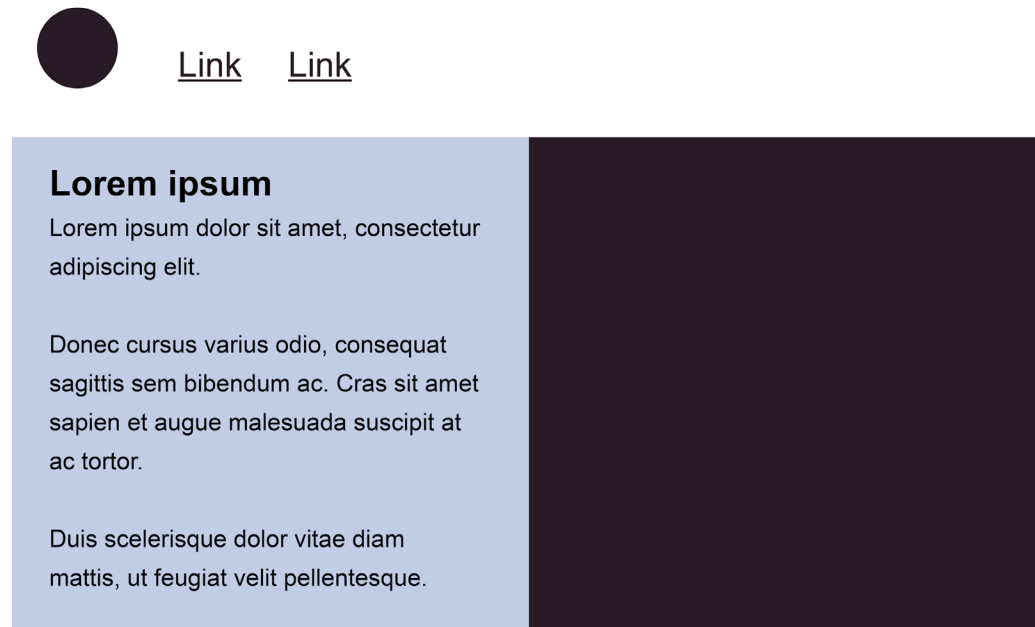 Link Link
Lorem ipsum
Lorem ipsum dolor sit amet, consectetur
adipiscing elit.
Donec cursus varius odio, consequat
sagittis sem bibendum ac. Cras sit amet
sapien et augue malesuada suscipit at
ac tortor.
Duis scelerisque dolor vitae diam
mattis, ut feugiat velit pellentesque.